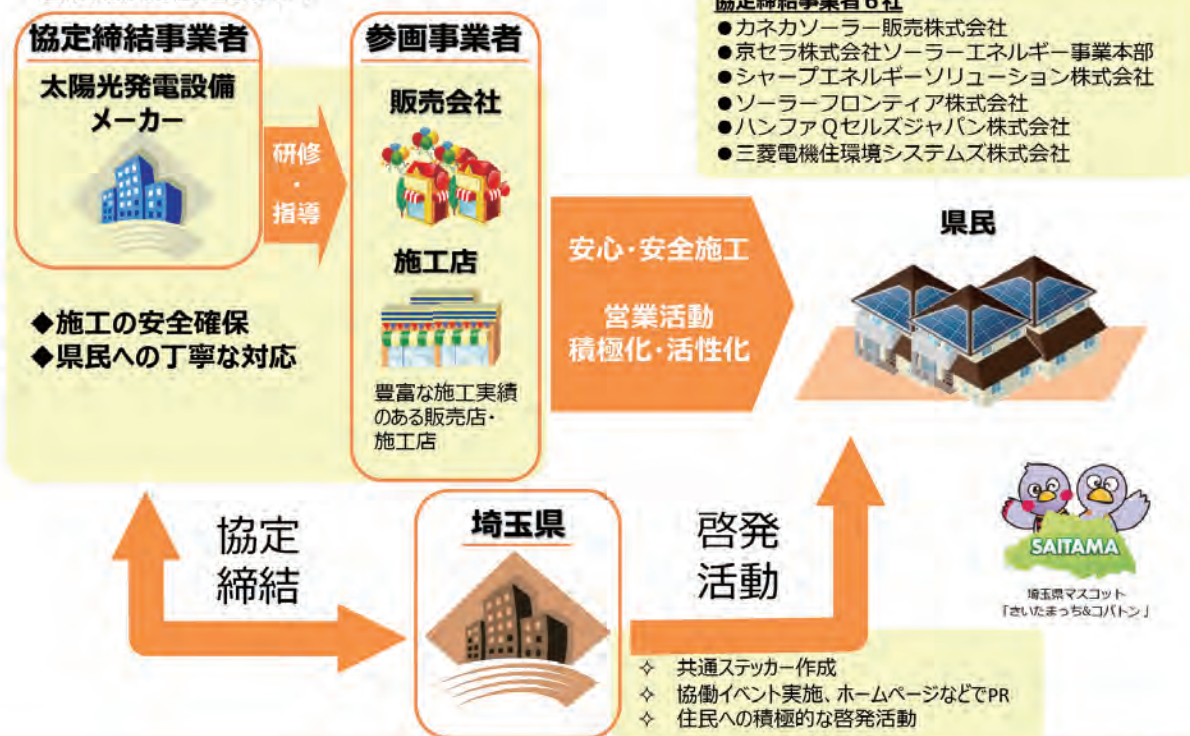 協定締結事業者
太陽光発電設備
メーカー
研修
・
指導
参画事業者
販売会社
施工店
豊富な施工実績
のある販売店・
施工店
◆施工の安全確保
◆県民への丁寧な対応
協定締結事業者6社
●カネカソーラー販売株式会社
●京セラ株式会社ソーラーエネルギー事業本部
●シャープエネルギーソリューション株式会社
●ソーラーフロンティア株式会社
●ハンファQセルズジャパン株式会社
●三菱電機住環境システムズ株式会社
安心・安全施工
営業活動
積極化・活性化
県民
協定
締結
埼玉県
啓発
活動
SAITAMA
埼玉県マスコット
「さいたまっち&コバトン」
✧ 共通ステッカー作成
✧ 協働イベント実施、ホームページなどでPR
✧ 住民への積極的な啓発活動